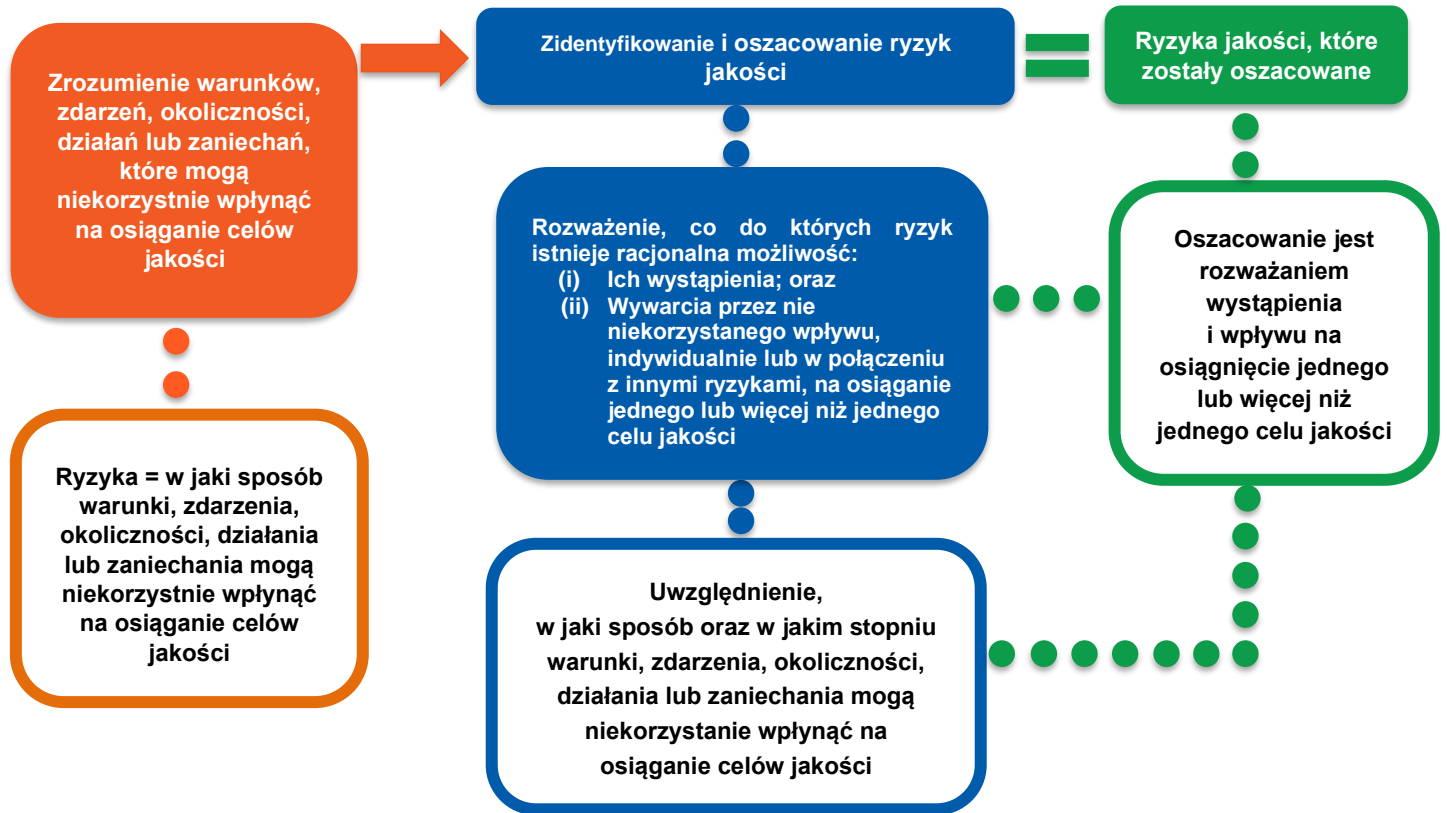 Zrozumienie warunków,
zdarzeń, okoliczności,
działań lub zaniechań,
które mogą
niekorzystnie wpłynąć
na osiąganie celów
jakości
Ryzyka = w jaki sposób
warunki, zdarzenia,
okoliczności, działania
lub zaniechania mogą
niekorzystnie wpłynąć
na osiąganie celów
jakości
Zidentyfikowanie i oszacowanie ryzyk
jakości
Rozważenie, co do których ryzyk
istnieje racjonalna możliwość:
(i) Ich wystąpienia; oraz
(ii) Wywarcia przez nie
niekorzystanego wpływu,
indywidualnie lub w połączeniu
z innymi ryzykami, na osiąganie
jednego lub więcej niż jednego
celu jakości
Uwzględnienie,
w jaki sposób oraz w jakim stopniu
warunki, zdarzenia, okoliczności,
działania lub zaniechania mogą
niekorzystanie wpłynąć na
osiąganie celów jakości
Ryzyka jakości, które
zostały oszacowane
Oszacowanie jest
rozważaniem
wystąpienia
i wpływu na
osiągnięcie jednego
lub więcej niż
jednego celu jakości